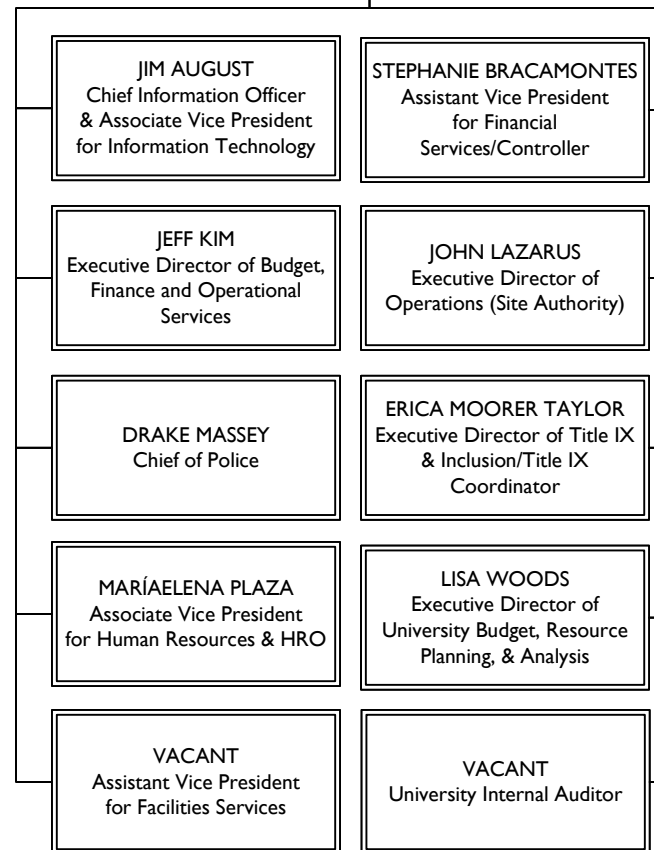 JIM AUGUST
Chief Information Officer
& Associate Vice President
for Information Technology
STEPHANIE BRACAMONTES
Assistant Vice President
for Financial
Services/Controller
JEFF KIM
Executive Director of Budget,
Finance and Operational
Services
JOHN LAZARUS
Executive Director of
Operations (Site Authority)
DRAKE MASSEY
Chief of Police
ERICA MOORER TAYLOR
Executive Director of Title IX
& Inclusion/Title IX
Coordinator
MARÍAELENA PLAZA
Associate Vice President
for Human Resources & HRO
LISA WOODS
Executive Director of
University Budget, Resource
Planning, & Analysis
VACANT
Assistant Vice President
for Facilities Services
VACANT
University Internal Auditor